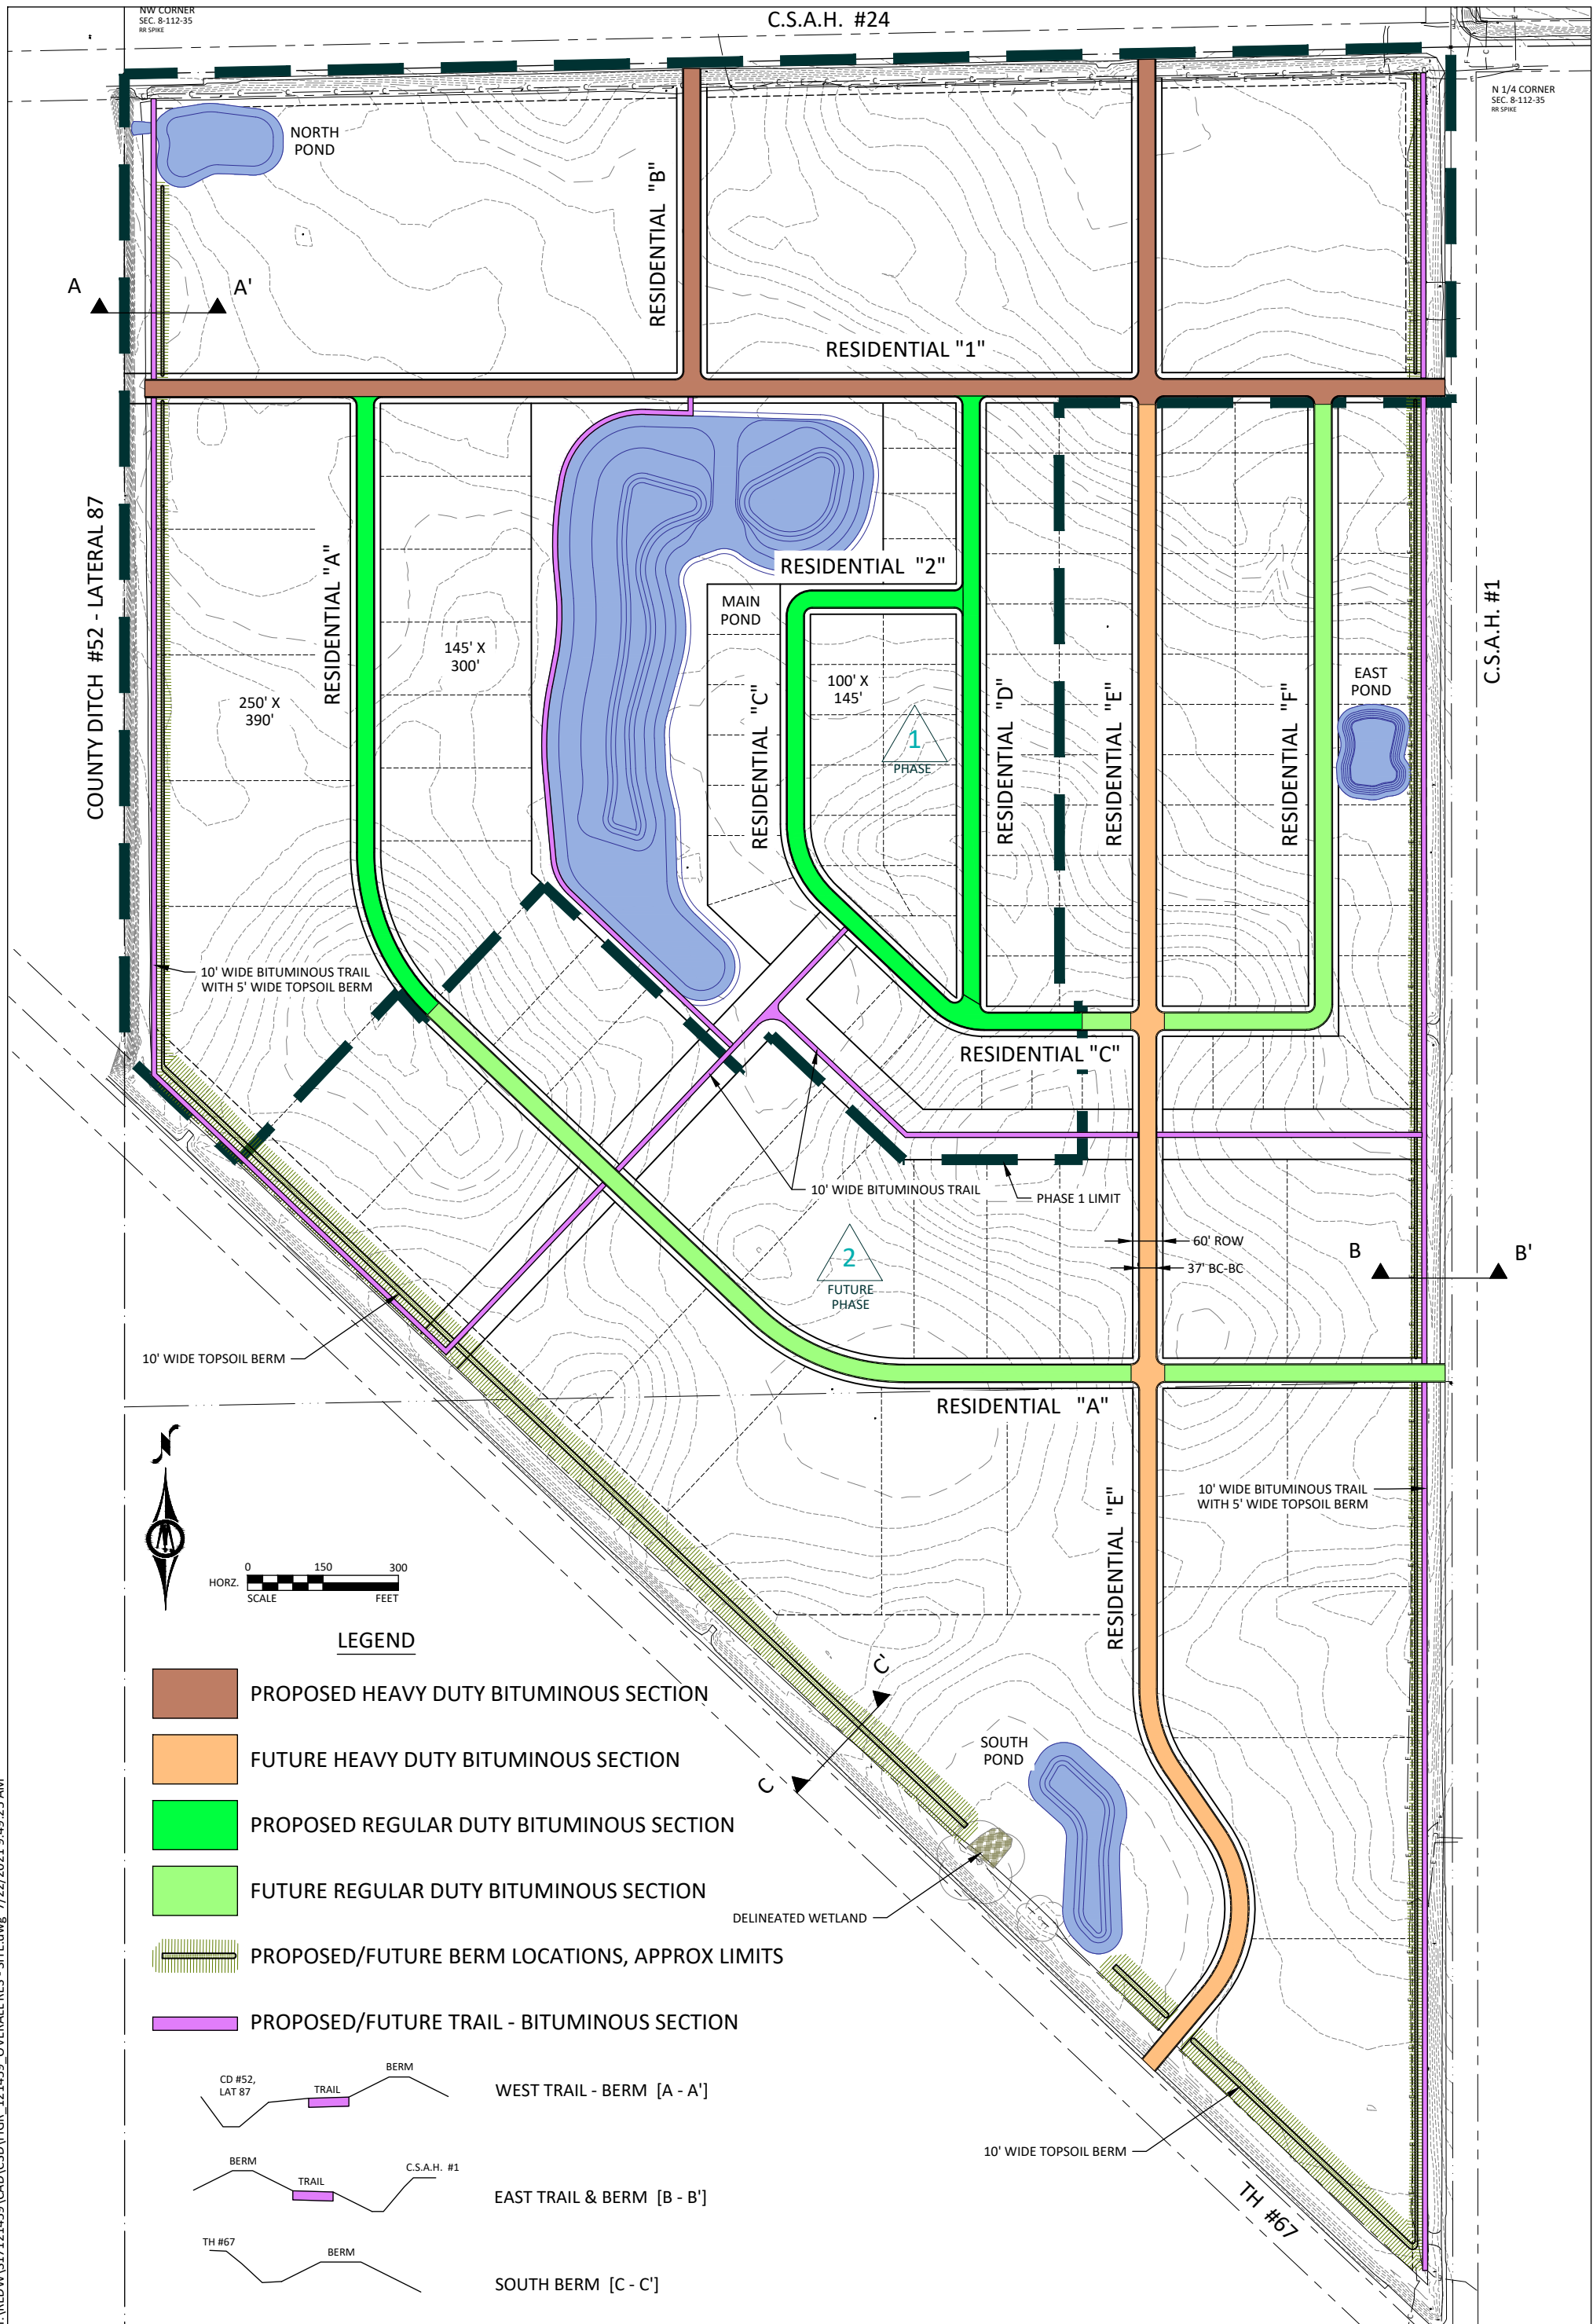 NW CORNER
SEC. 8-112-35
RR SPIKE
C.S.A.H. #24
N 1/4 CORNER
SEC. 8-112-35
RR SPIKE
NORTH
POND
RESIDENTIAL "B"
A
A'
RESIDENTIAL "1"
COUNTY DITCH #52 - LATERAL 87
RESIDENTIAL "A"
145' X
300'
250' X
390'
RESIDENTIAL "2"
MAIN
POND
RESIDENTIAL "C"
100' X
145'
1
PHASE
RESIDENTIAL "D"
RESIDENTIAL "E"
RESIDENTIAL "F"
EAST
POND
C.S.A.H. #1
10' WIDE BITUMINOUS TRAIL
WITH 5' WIDE TOPSOIL BERM
RESIDENTIAL "C"
10' WIDE BITUMINOUS TRAIL
PHASE 1 LIMIT
2
FUTURE
PHASE
60' ROW
37' BC-BC
B
B'
10' WIDE TOPSOIL BERM
RESIDENTIAL "A"
RESIDENTIAL "E"
10' WIDE BITUMINOUS TRAIL
WITH 5' WIDE TOPSOIL BERM
N
0 150 300
HORZ.
SCALE FEET
LEGEND
PROPOSED HEAVY DUTY BITUMINOUS SECTION
FUTURE HEAVY DUTY BITUMINOUS SECTION
PROPOSED REGULAR DUTY BITUMINOUS SECTION
FUTURE REGULAR DUTY BITUMINOUS SECTION
PROPOSED/FUTURE BERM LOCATIONS, APPROX LIMITS
PROPOSED/FUTURE TRAIL - BITUMINOUS SECTION
C'
C
SOUTH
POND
DELINEATED WETLAND
10' WIDE TOPSOIL BERM
TH #67
CD #52,
LAT 87
TRAIL
BERM
WEST TRAIL - BERM [A - A']
BERM
TRAIL
C.S.A.H. #1
EAST TRAIL & BERM [B - B']
TH #67
BERM
SOUTH BERM [C - C']